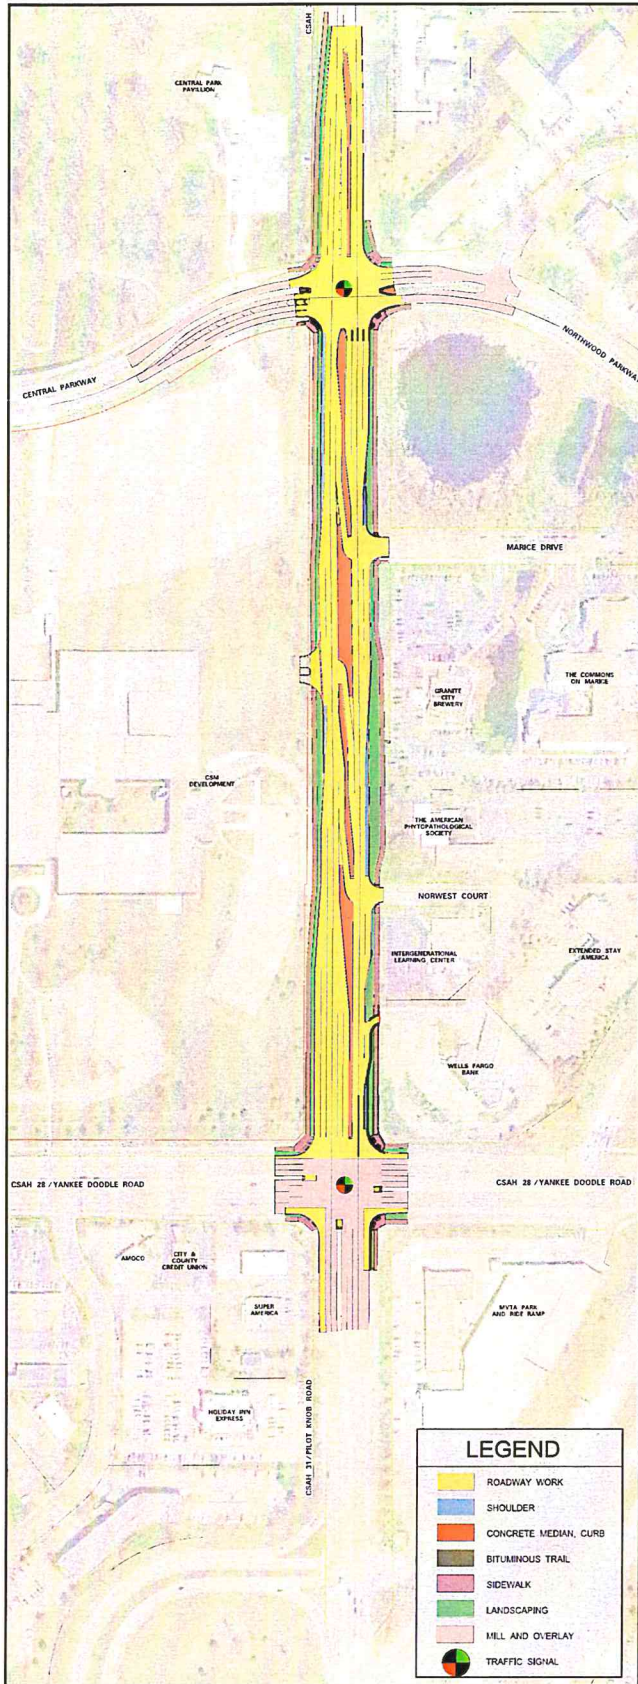 CSAH
CENTRAL PARK
PAVILLION
NORTHWOOD PARKWAY
CENTRAL PARKWAY
MARICE DRIVE
THE COMMONS
ON MARICE
GRANITE
CITY
BREWERY
CSM
DEVELOPMENT
THE AMERICAN
PHYTOPATHOLOGICAL
SOCIETY
NORWEST COURT
INTERGENERATIONAL
LEARNING CENTER
EXTENDED STAY
AMERICA
WELLS FARGO
BANK
CSAH 28 / YANKEE DOODLE ROAD
CSAH 28 / YANKEE DOODLE ROAD
AMOCO
CITY &
COUNTY
CREDIT UNION
SUPER
AMERICA
MVTA PARK
AND RIDE RAMP
HOLIDAY INN
EXPRESS
CSAH 31 / PILOT KNOB ROAD
LEGEND
ROADWAY WORK
SHOULDER
CONCRETE MEDIAN, CURB
BITUMINOUS TRAIL
SIDEWALK
LANDSCAPING
MILL AND OVERLAY
TRAFFIC SIGNAL